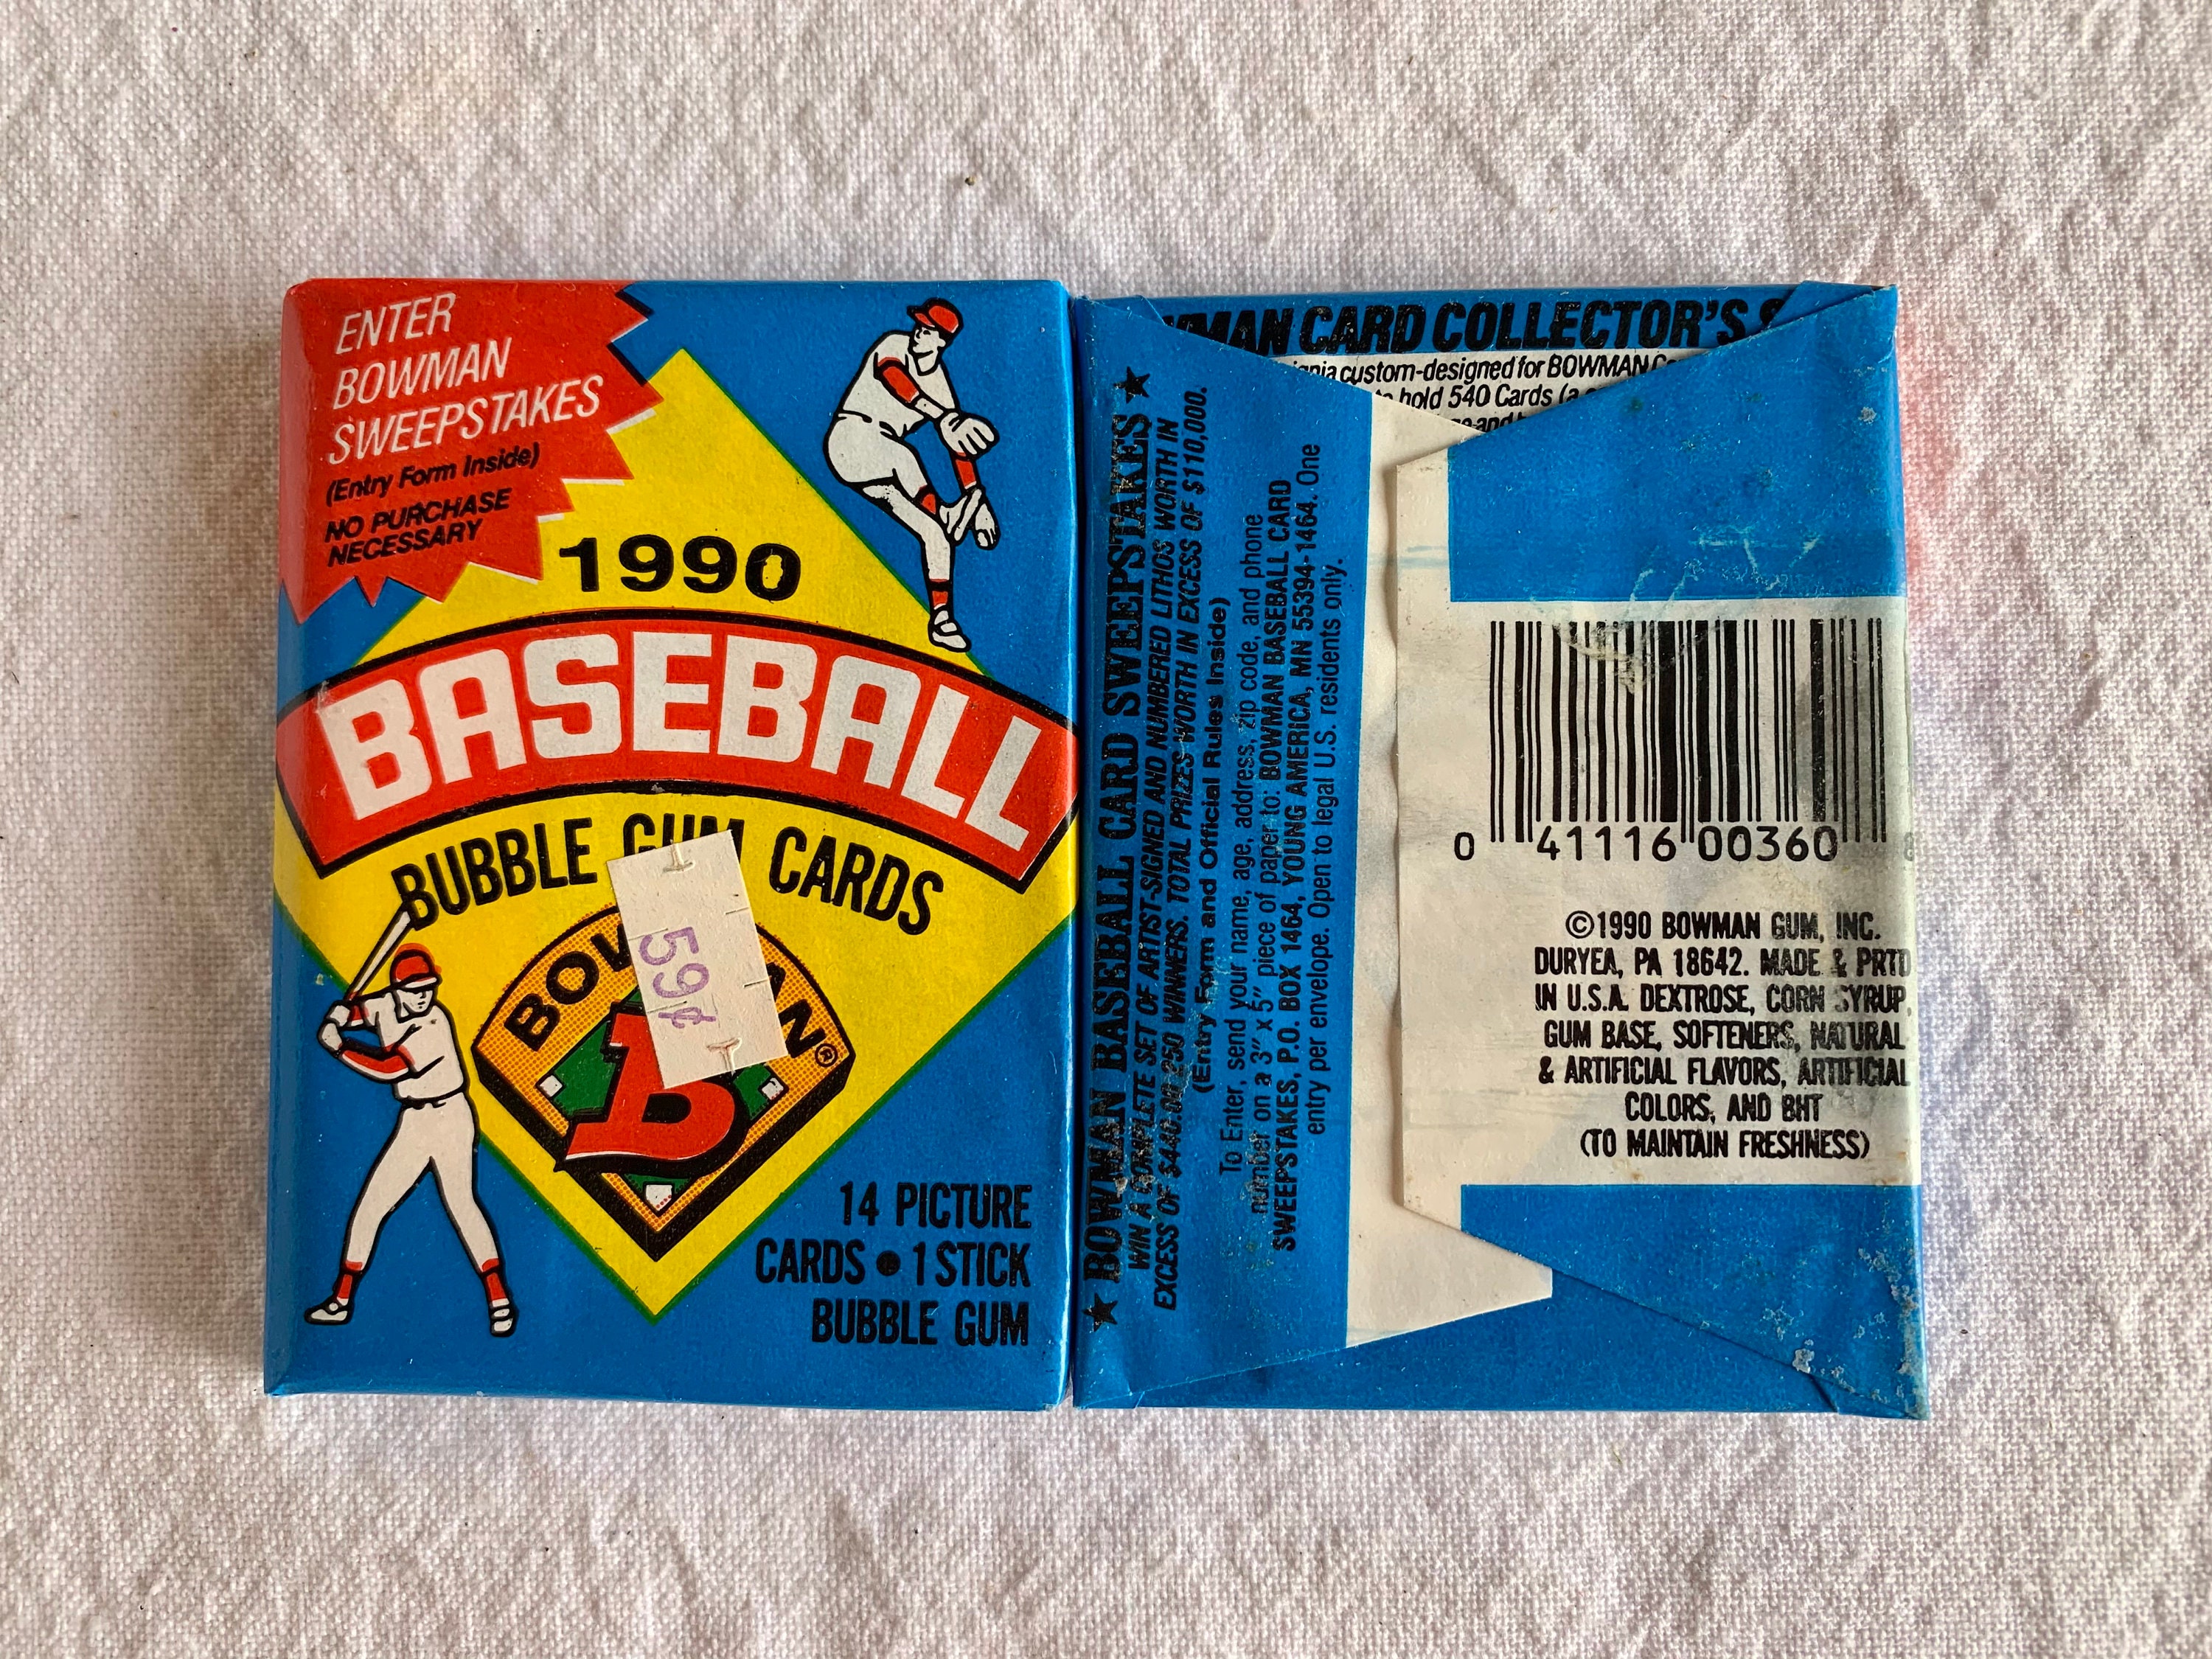 ENTER
BOWMAN
SWEEPSTAKES
(Entry Form Inside)
NO PURCHASE
NECESSARY
1990
BASEBALL
BUBBLE GUM CARDS
59¢
B
14 PICTURE
CARDS • 1 STICK
BUBBLE GUM
CARD COLLECTOR'S
custom-designed for BOWMAN
hold 540 Cards (a
★ BOWMAN BASEBALL CARD SWEEPSTAKES ★
WIN A COMPLETE SET OF ARTIST-SIGNED AND NUMBERED LITHOS WORTH IN
EXCESS OF $440.00. 250 WINNERS. TOTAL PRIZES WORTH IN EXCESS OF $110,000.
(Entry Form and Official Rules Inside)
To Enter, send your name, age, address, zip code, and phone
number on a 3" x 5" piece of paper to: BOWMAN BASEBALL CARD
SWEEPSTAKES, P.O. BOX 1464, YOUNG AMERICA, MN 55394-1464. One
entry per envelope. Open to legal U.S. residents only.
0 41116 00360
©1990 BOWMAN GUM, INC.
DURYEA, PA 18642. MADE & PRTD
IN U.S.A. DEXTROSE, CORN SYRUP,
GUM BASE, SOFTENERS, NATURAL
& ARTIFICIAL FLAVORS, ARTIFICIAL
COLORS, AND BHT
(TO MAINTAIN FRESHNESS)